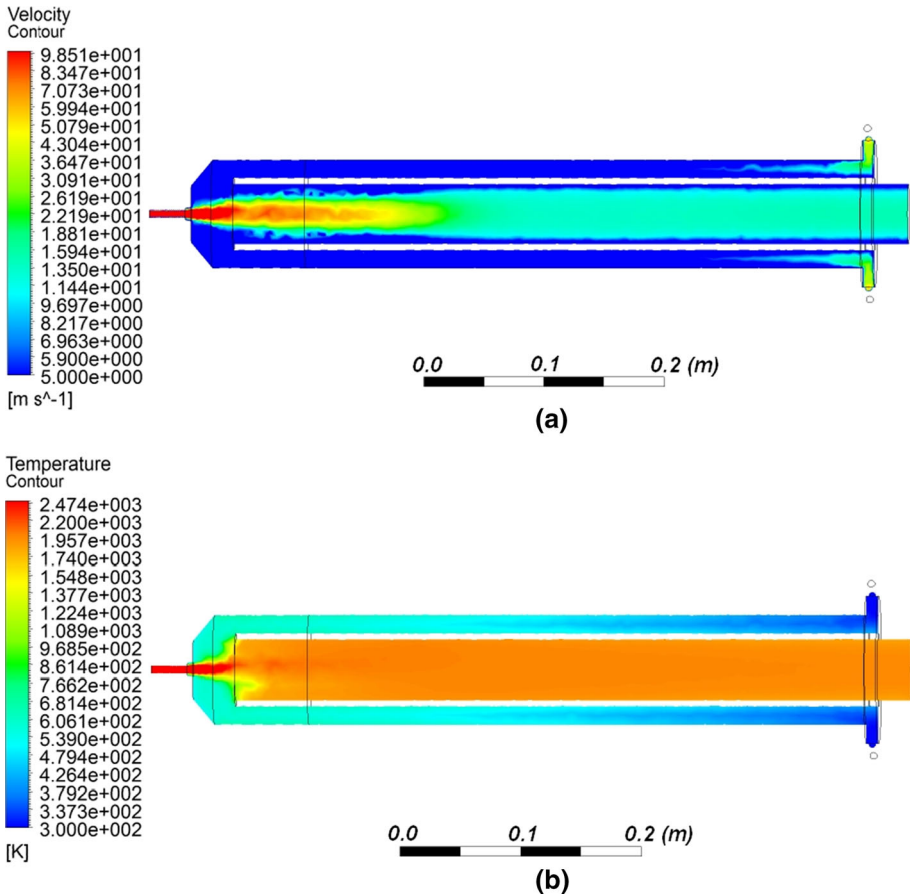 Velocity
Contour
9.851e+001
8.347e+001
7.073e+001
5.994e+001
5.079e+001
4.304e+001
3.647e+001
3.090e+001
2.619e+001
2.219e+001
1.881e+001
1.594e+001
1.350e+001
1.144e+001
9.697e+000
8.217e+000
6.963e+000
5.900e+000
5.000e+000
[m s^-1]
0.0 0.1 0.2 (m)
(a)
Temperature
Contour
2.474e+003
2.200e+003
1.957e+003
1.740e+003
1.548e+003
1.377e+003
1.224e+003
1.089e+003
9.685e+002
8.614e+002
7.662e+002
6.814e+002
6.061e+002
5.390e+002
4.794e+002
4.264e+002
3.792e+002
3.373e+002
3.000e+002
[K]
0.0 0.1 0.2 (m)
(b)